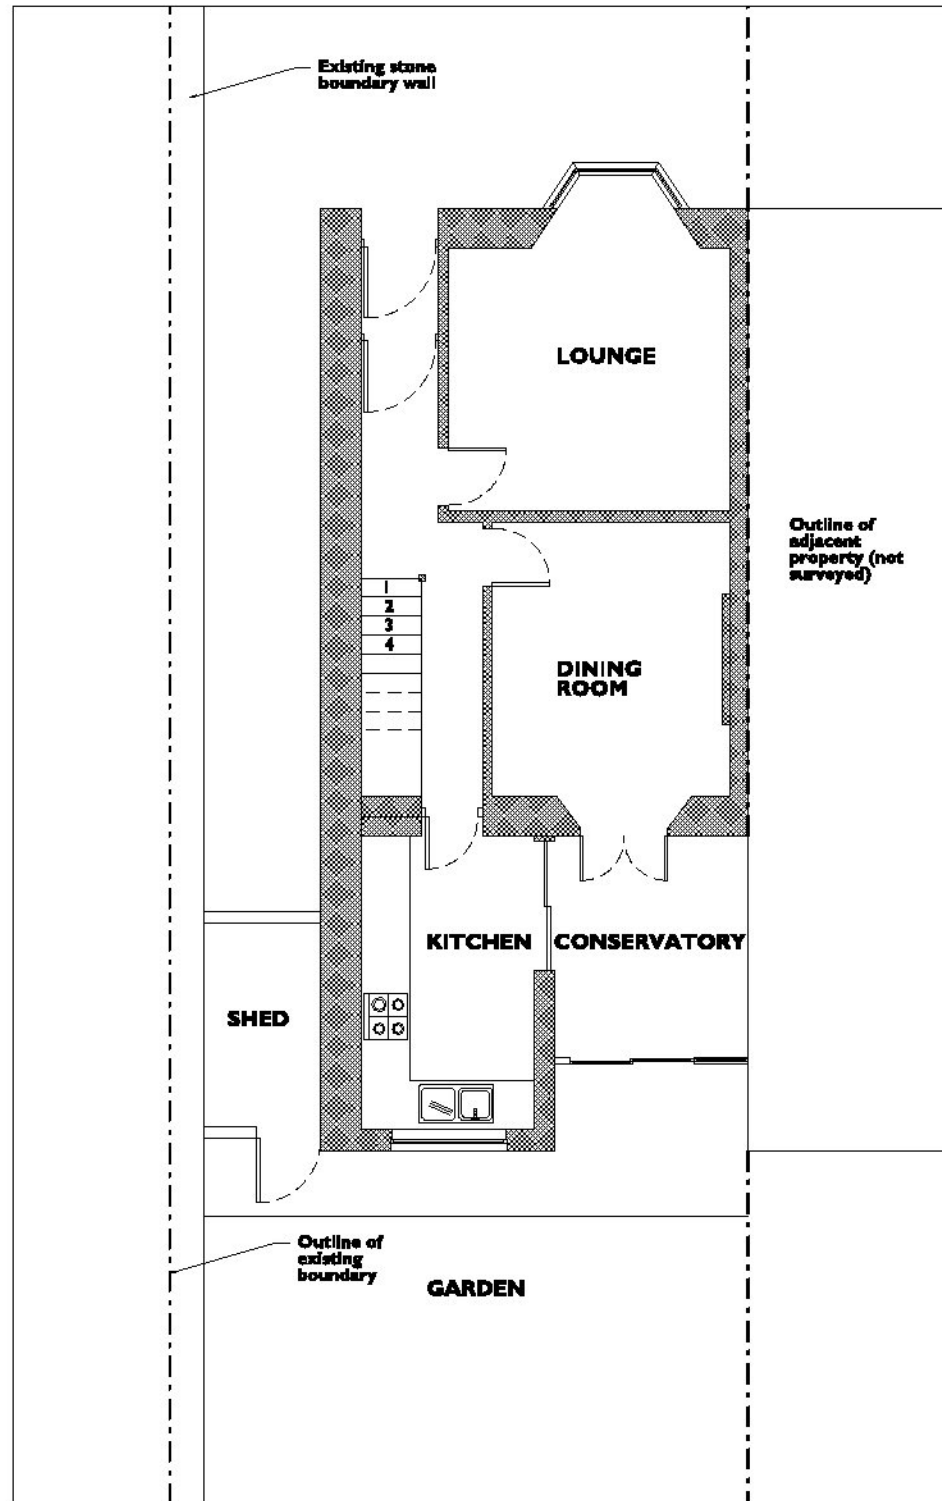 Existing stone
boundary wall
LOUNGE
Outline of
adjacent
property (not
surveyed)
1
2
3
4
DINING
ROOM
KITCHEN
CONSERVATORY
SHED
Outline of
existing
boundary
GARDEN